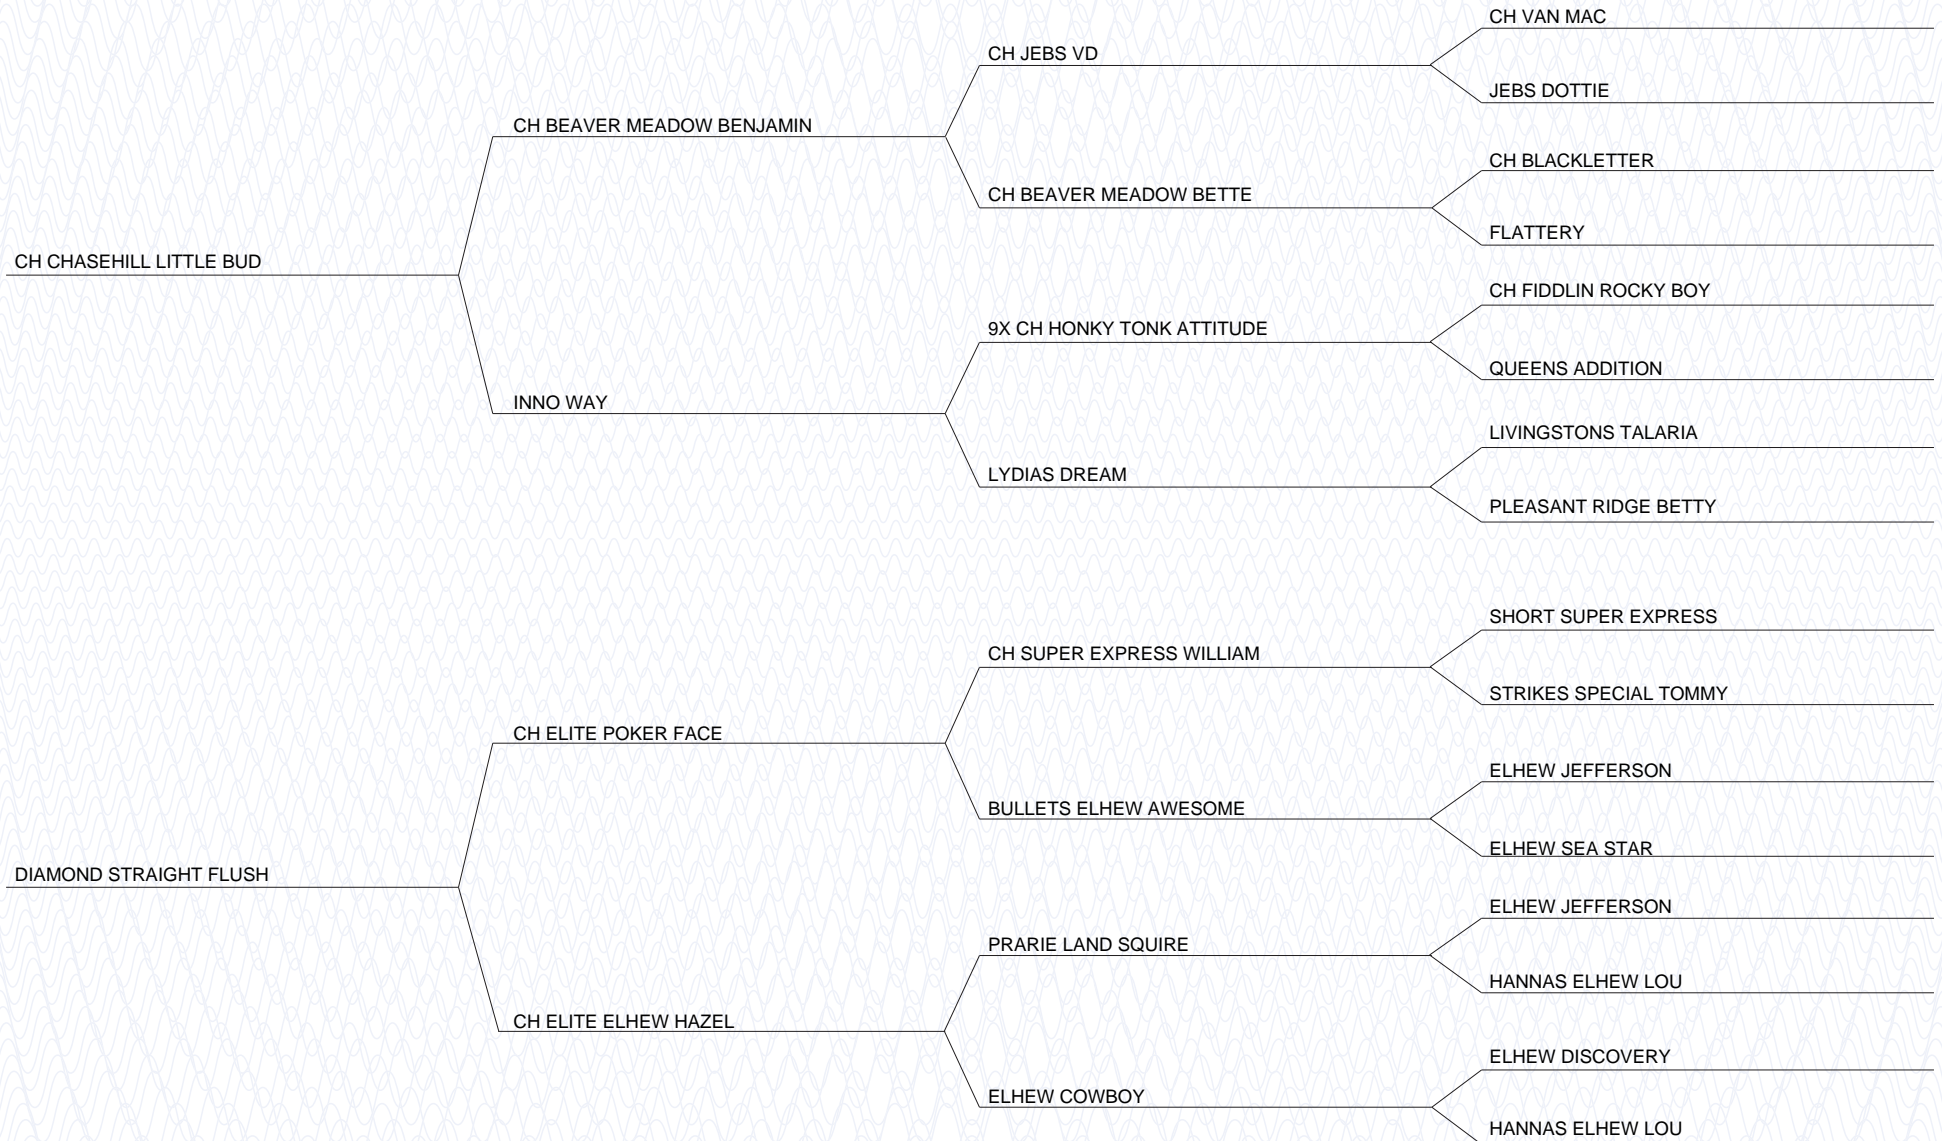 CH VAN MAC
CH JEBS VD
JEBS DOTTIE
CH BEAVER MEADOW BENJAMIN
CH BLACKLETTER
CH BEAVER MEADOW BETTE
FLATTERY
CH CHASEHILL LITTLE BUD
CH FIDDLIN ROCKY BOY
9X CH HONKY TONK ATTITUDE
QUEENS ADDITION
INNO WAY
LIVINGSTONS TALARIA
LYDIAS DREAM
PLEASANT RIDGE BETTY
SHORT SUPER EXPRESS
CH SUPER EXPRESS WILLIAM
STRIKES SPECIAL TOMMY
CH ELITE POKER FACE
ELHEW JEFFERSON
BULLETS ELHEW AWESOME
ELHEW SEA STAR
DIAMOND STRAIGHT FLUSH
ELHEW JEFFERSON
PRARIE LAND SQUIRE
HANNAS ELHEW LOU
CH ELITE ELHEW HAZEL
ELHEW DISCOVERY
ELHEW COWBOY
HANNAS ELHEW LOU